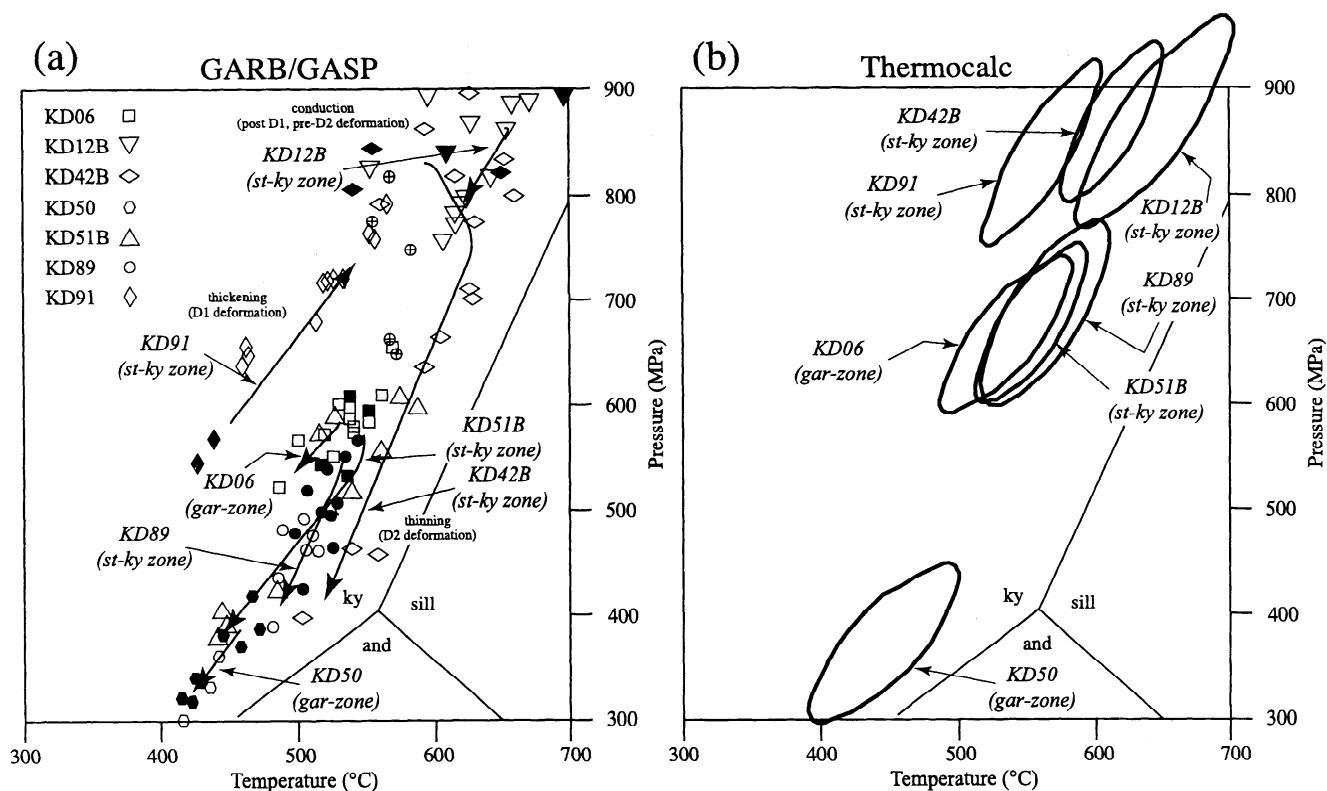 (a)
GARB/GASP
KD06
KD12B
KD42B
KD50
KD51B
KD89
KD91
conduction
(post D1, pre-D2 deformation)
KD12B
(st-ky zone)
thickening
(D1 deformation)
KD91
(st-ky zone)
KD06
(gar-zone)
KD51B
(st-ky zone)
KD42B
(st-ky zone)
thinning
(D2 deformation)
KD89
(st-ky zone)
ky
sill
and
KD50
(gar-zone)
900
800
700
600
500
400
300
Pressure (MPa)
300
400
500
600
700
Temperature (°C)
(b)
Thermocalc
KD42B
(st-ky zone)
KD91
(st-ky zone)
KD12B
(st-ky zone)
KD89
(st-ky zone)
KD06
(gar-zone)
KD51B
(st-ky zone)
ky
sill
and
KD50
(gar-zone)
900
800
700
600
500
400
300
Pressure (MPa)
300
400
500
600
700
Temperature (°C)